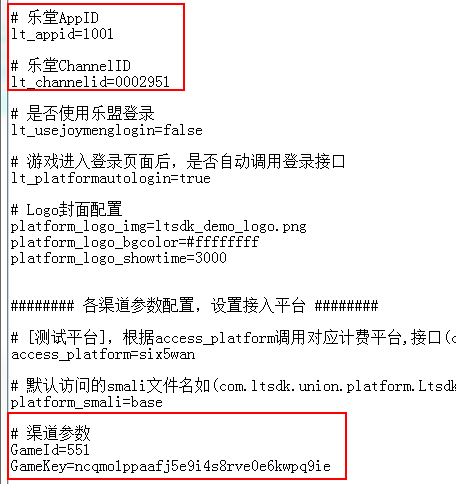 # 乐堂AppID
lt_appid=1001
# 乐堂ChannelID
lt_channelid=0002951
# 是否使用乐盟登录
lt_usejoymenglogin=false
# 游戏进入登录页面后，是否自动调用登录接口
lt_platformautologin=true
# Logo封面配置
platform_logo_img=ltsdk_demo_logo.png
platform_logo_bgcolor=#ffffffff
platform_logo_showtime=3000
######## 各渠道参数配置，设置接入平台 ########
# [测试平台]，根据access_platform调用对应计费平台,接口(c
access_platform=six5wan
# 默认访问的smali文件名如(com.ltsdk.union.platform.Ltsdk
platform_smali=base
# 渠道参数
GameId=551
GameKey=ncqmo1ppaafj5e9i4s8rve0e6kwpq9ie